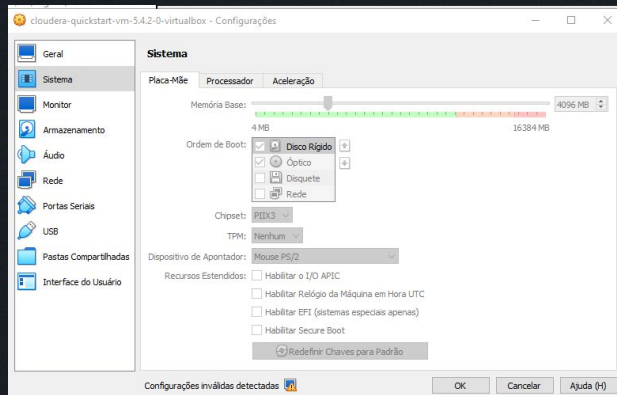 cloudera-quickstart-vm-5.4.2-0-virtualbox - Configurações
Geral
Sistema
Monitor
Armazenamento
Áudio
Rede
Portas Seriais
USB
Pastas Compartilhadas
Interface do Usuário
Sistema
Placa-Mãe Processador Aceleração
Memória Base: 4096 MB
4 MB 16384 MB
Ordem de Boot: Disco Rígido
Óptico
Disquete
Rede
Chipset: PIIX3
TPM: Nenhum
Dispositivo de Apontador: Mouse PS/2
Recursos Estendidos: Habilitar o I/O APIC
Habilitar Relógio da Máquina em Hora UTC
Habilitar EFI (sistemas especiais apenas)
Habilitar Secure Boot
Redefinir Chaves para Padrão
Configurações inválidas detectadas OK Cancelar Ajuda (H)